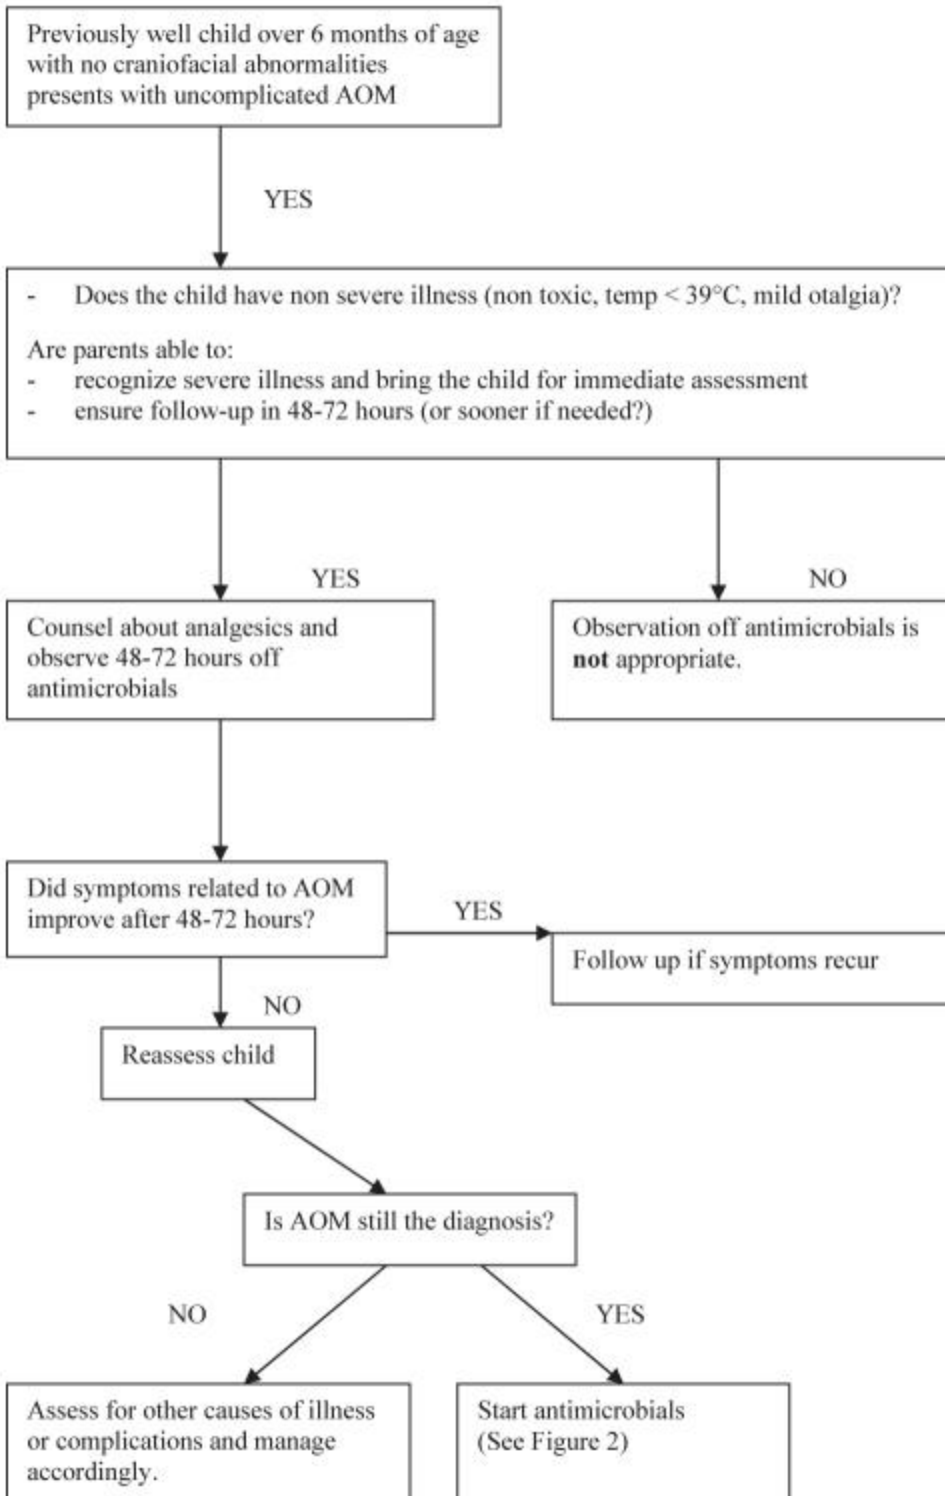 Previously well child over 6 months of age
with no craniofacial abnormalities
presents with uncomplicated AOM
YES
- Does the child have non severe illness (non toxic, temp < 39°C, mild otalgia)?
Are parents able to:
- recognize severe illness and bring the child for immediate assessment
- ensure follow-up in 48-72 hours (or sooner if needed?)
YES
NO
Counsel about analgesics and
observe 48-72 hours off
antimicrobials
Observation off antimicrobials is
not appropriate.
Did symptoms related to AOM
improve after 48-72 hours?
YES
Follow up if symptoms recur
NO
Reassess child
Is AOM still the diagnosis?
NO
YES
Assess for other causes of illness
or complications and manage
accordingly.
Start antimicrobials
(See Figure 2)